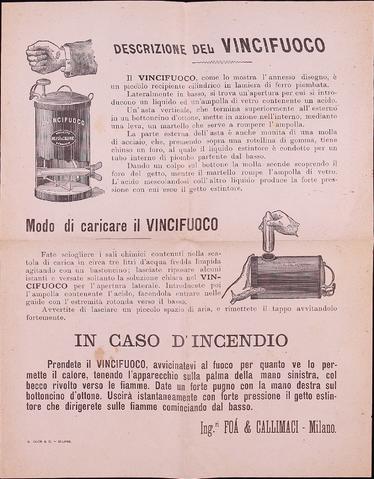 DESCRIZIONE DEL VINCIFUOCO
VINCIFUOCO
Il VINCIFUOCO, come lo mostra l'annesso disegno, è
un piccolo recipiente cilindrico in lamiera di ferro piombata.
Lateralmente in basso, si trova un'apertura per cui si intro-
ducono un liquido ed un'ampolla di vetro contenente un acido.
Un'asta verticale, che termina superiormente all'esterno
in un bottoncino d'ottone, mette in azione nell'interno, mediante
una leva, un martello che serve a rompere l'ampolla.
La parte esterna dell'asta è anche munita di una molla
di acciaio, che, premendo sopra una rotellina di gomma, tiene
chiuso un foro, al quale il liquido estintore è condotto per un
tubo interno di piombo partente dal basso.
Dando un colpo sul bottone la molla scende scoprendo il
foro del getto, mentre il martello rompe l'ampolla di vetro.
L'acido mescolandosi coll'altro liquido produce la forte pres-
sione con cui esce il getto estintore.
Modo di caricare il VINCIFUOCO
Fate sciogliere i sali chimici contenuti nella sca-
tola di carica in circa tre litri d'acqua fredda limpida
agitando con un bastoncino; lasciate riposare alcuni
istanti e versate soltanto la soluzione chiara nel VIN-
CIFUOCO per l'apertura laterale. Introducete poi
l'ampolla contenente l'acido, facendola entrare nelle
guide con l'estremità rotonda verso il basso.
Avvertite di lasciare un piccolo spazio di aria, e rimettete il tappo avvitandolo
fortemente.
IN CASO D'INCENDIO
Prendete il VINCIFUOCO, avvicinatevi al fuoco per quanto ve lo per-
mette il calore, tenendo l'apparecchio sulla palma della mano sinistra, col
becco rivolto verso le fiamme. Date un forte pugno con la mano destra sul
bottoncino d'ottone. Uscirà istantaneamente con forte pressione il getto estin-
tore che dirigerete sulle fiamme cominciando dal basso.
Ing.ri FOÁ & CALLIMACI - Milano.